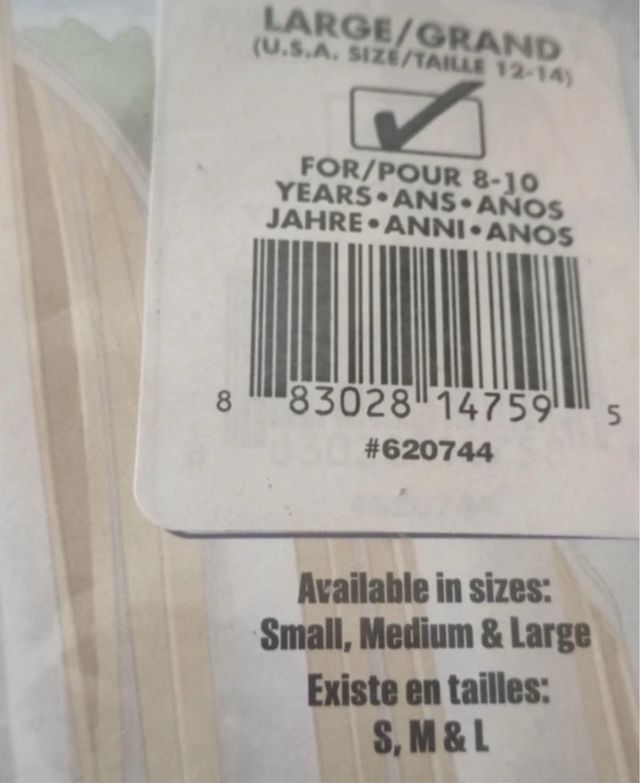 LARGE/GRAND
(U.S.A. SIZE/TAILLE 12-14)
FOR/POUR 8-10
YEARS•ANS•AÑOS
JAHRE•ANNI•ANOS
8 83028 14759 5
#620744
Available in sizes:
Small, Medium & Large
Existe en tailles:
S, M & L